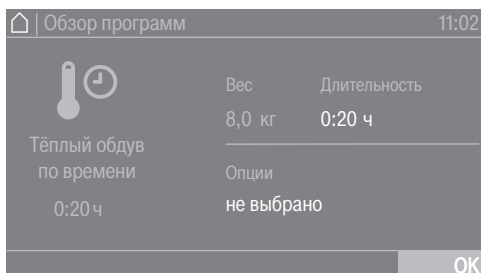 Обзор программ 11:02
Вес Длительность
8,0 кг 0:20 ч
Тёплый обдув
по времени
0:20 ч
Опции
не выбрано
OK